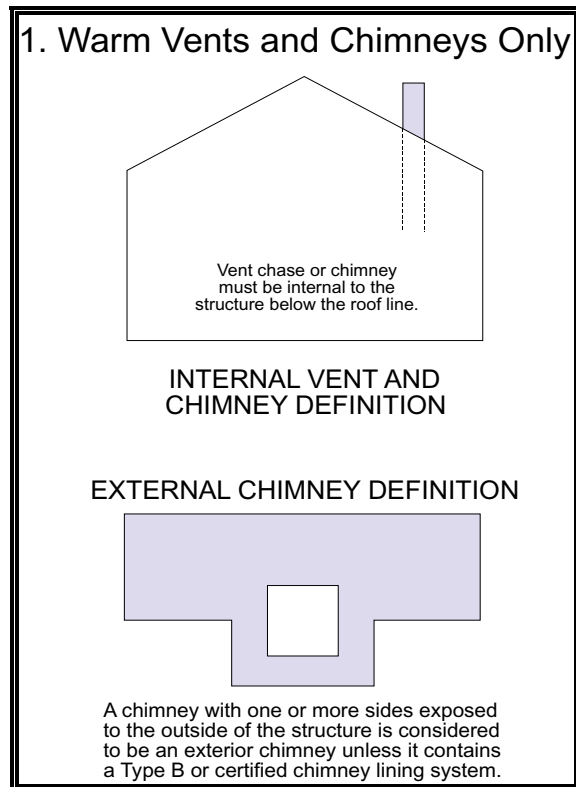 1. Warm Vents and Chimneys Only
Vent chase or chimney
must be internal to the
structure below the roof line.
INTERNAL VENT AND
CHIMNEY DEFINITION
EXTERNAL CHIMNEY DEFINITION
A chimney with one or more sides exposed
to the outside of the structure is considered
to be an exterior chimney unless it contains
a Type B or certified chimney lining system.